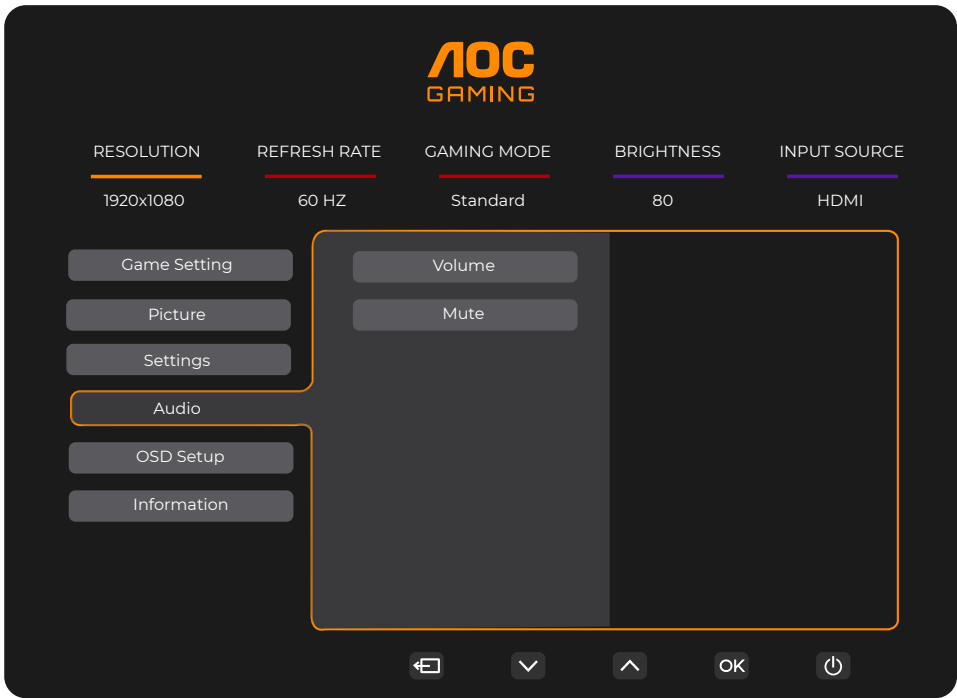 AOC
GAMING
RESOLUTION REFRESH RATE GAMING MODE BRIGHTNESS INPUT SOURCE
1920x1080 60 HZ Standard 80 HDMI
Game Setting
Volume
Picture
Mute
Settings
Audio
OSD Setup
Information
OK